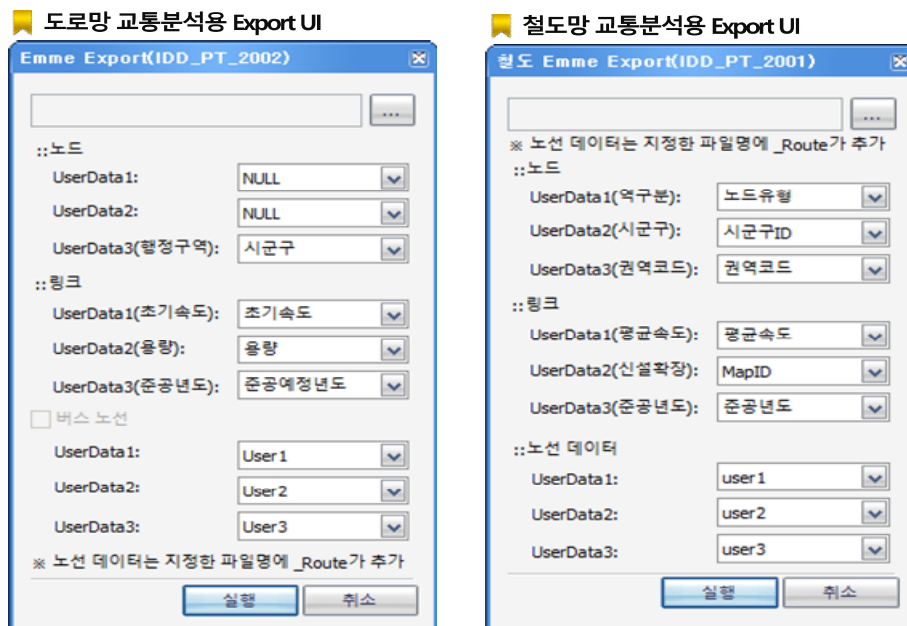 도로망 교통분석용 Export UI
Emme Export(IDD_PT_2002)
...
::노드
UserData1: NULL
UserData2: NULL
UserData3(행정구역): 시군구
::링크
UserData1(초기속도): 초기속도
UserData2(용량): 용량
UserData3(준공년도): 준공예정년도
버스 노선
UserData1: User1
UserData2: User2
UserData3: User3
※ 노선 데이터는 지정한 파일명에 _Route가 추가
실행 취소
철도망 교통분석용 Export UI
철도 Emme Export(IDD_PT_2001)
...
※ 노선 데이터는 지정한 파일명에 _Route가 추가
::노드
UserData1(역구분): 노드유형
UserData2(시군구): 시군구ID
UserData3(권역코드): 권역코드
::링크
UserData1(평균속도): 평균속도
UserData2(신설확장): MapID
UserData3(준공년도): 준공년도
::노선 데이터
UserData1: user1
UserData2: user2
UserData3: user3
실행 취소